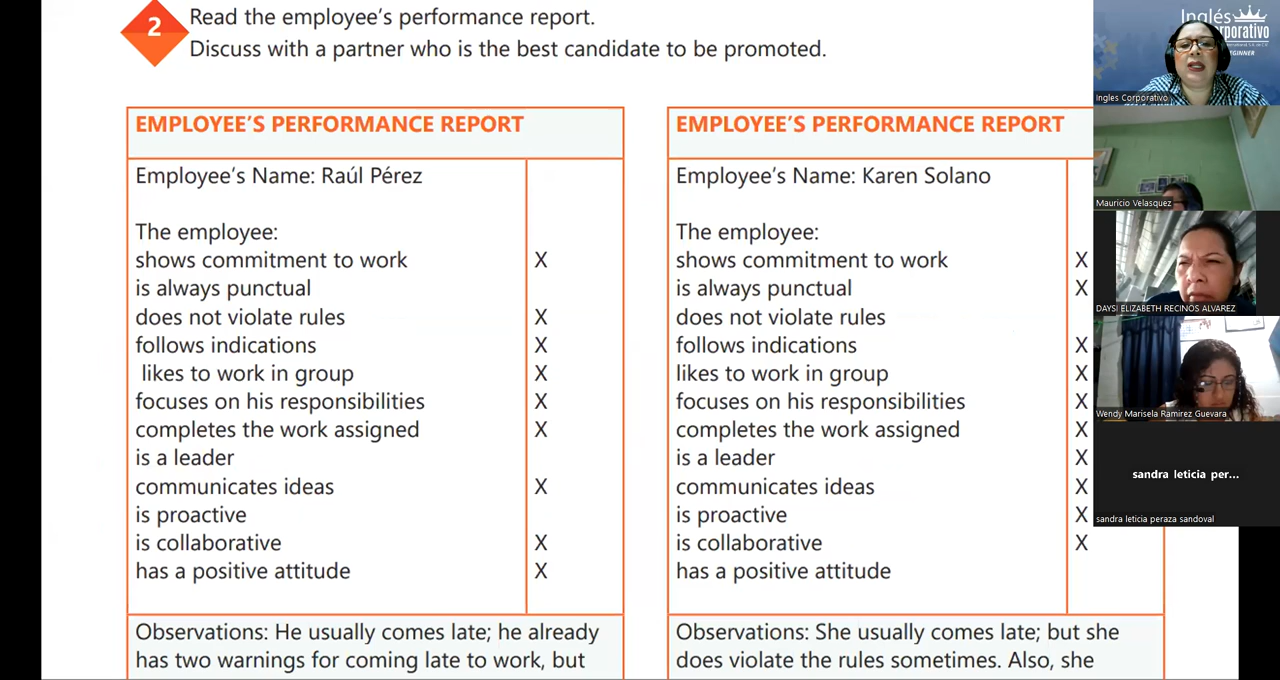 2
Read the employee's performance report.
Discuss with a partner who is the best candidate to be promoted.
EMPLOYEE'S PERFORMANCE REPORT
Employee's Name: Raúl Pérez
The employee:
shows commitment to work X
is always punctual
does not violate rules X
follows indications X
likes to work in group X
focuses on his responsibilities X
completes the work assigned X
is a leader
communicates ideas X
is proactive
is collaborative X
has a positive attitude X
Observations: He usually comes late; he already
has two warnings for coming late to work, but
EMPLOYEE'S PERFORMANCE REPORT
Employee's Name: Karen Solano
The employee:
shows commitment to work X
is always punctual X
does not violate rules
follows indications X
likes to work in group X
focuses on his responsibilities X
completes the work assigned X
is a leader X
communicates ideas X
is proactive X
is collaborative X
has a positive attitude
Observations: She usually comes late; but she
does violate the rules sometimes. Also, she
Inglés
Ingles Corporativo
Mauricio Velasquez
DAYSI ELIZABETH RECINOS ALVAREZ
Wendy Marisela Ramirez Guevara
sandra leticia per...
sandra leticia peraza sandoval